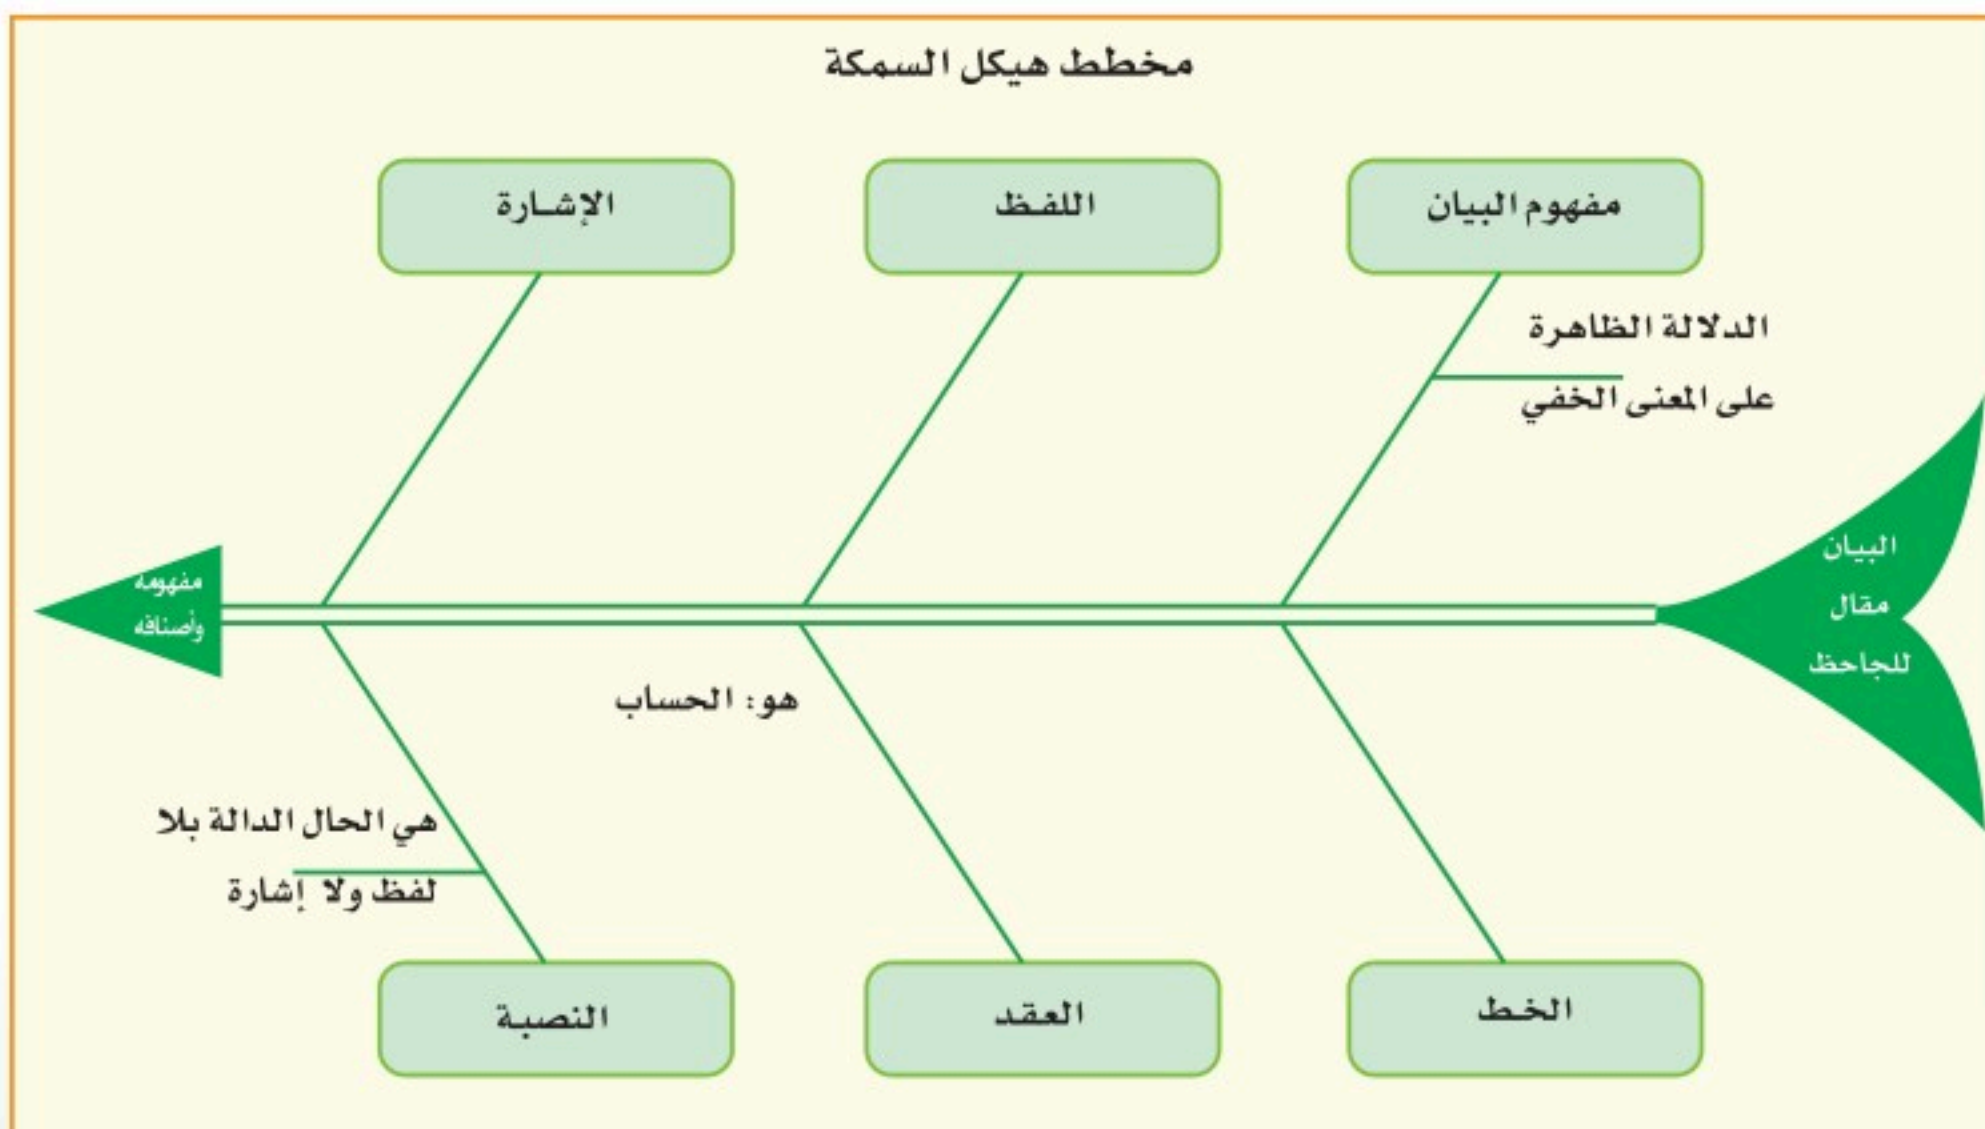 مخطط هيكل السمكة
مفهوم البيان
اللفظ
الإشارة
الدلالة الظاهرة
على المعنى الخفي
البيان
مقال
للجاحظ
مفهومة
وأصنافه
هو: الحساب
هي الحال الدالة بلا
لفظ ولا إشارة
الخط
العقد
النصبة